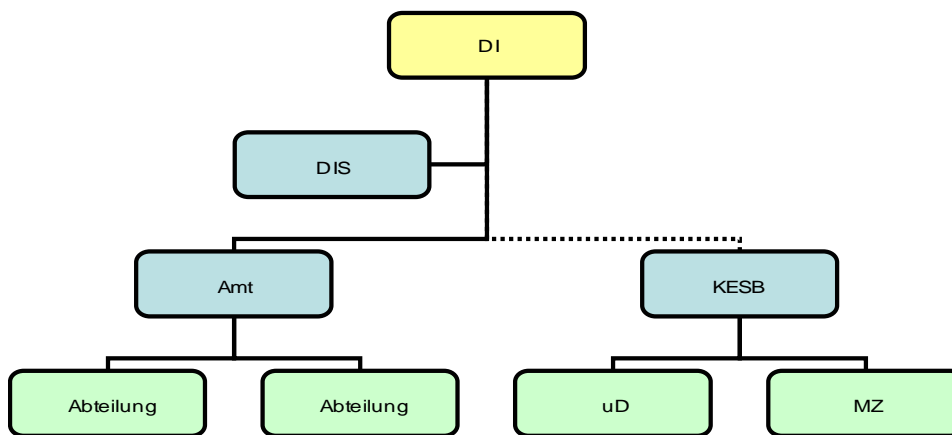 DI
DIS
Amt
KESB
Abteilung
Abteilung
uD
MZ